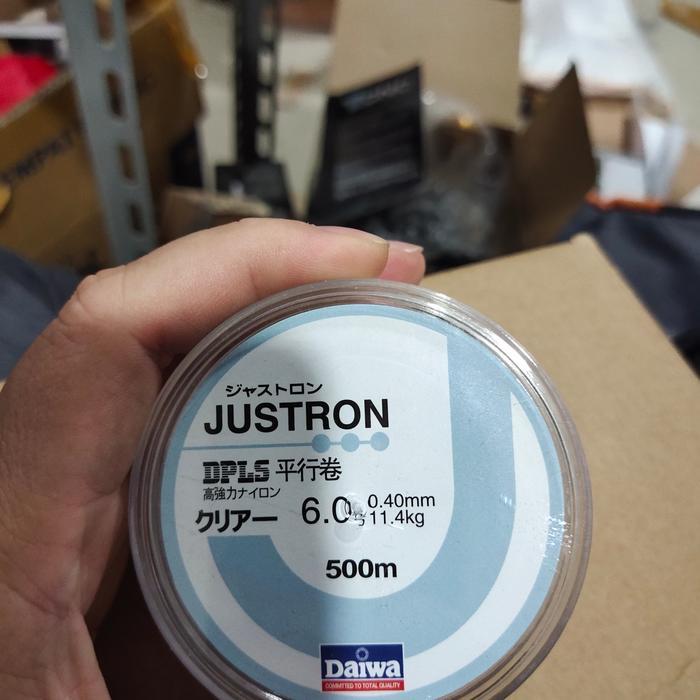 ジャストロン
JUSTRON
DPLS 平行巻
高強力ナイロン
クリアー 6.0号 0.40mm
11.4kg
500m
Daiwa
COMMITTED TO TOTAL QUALITY